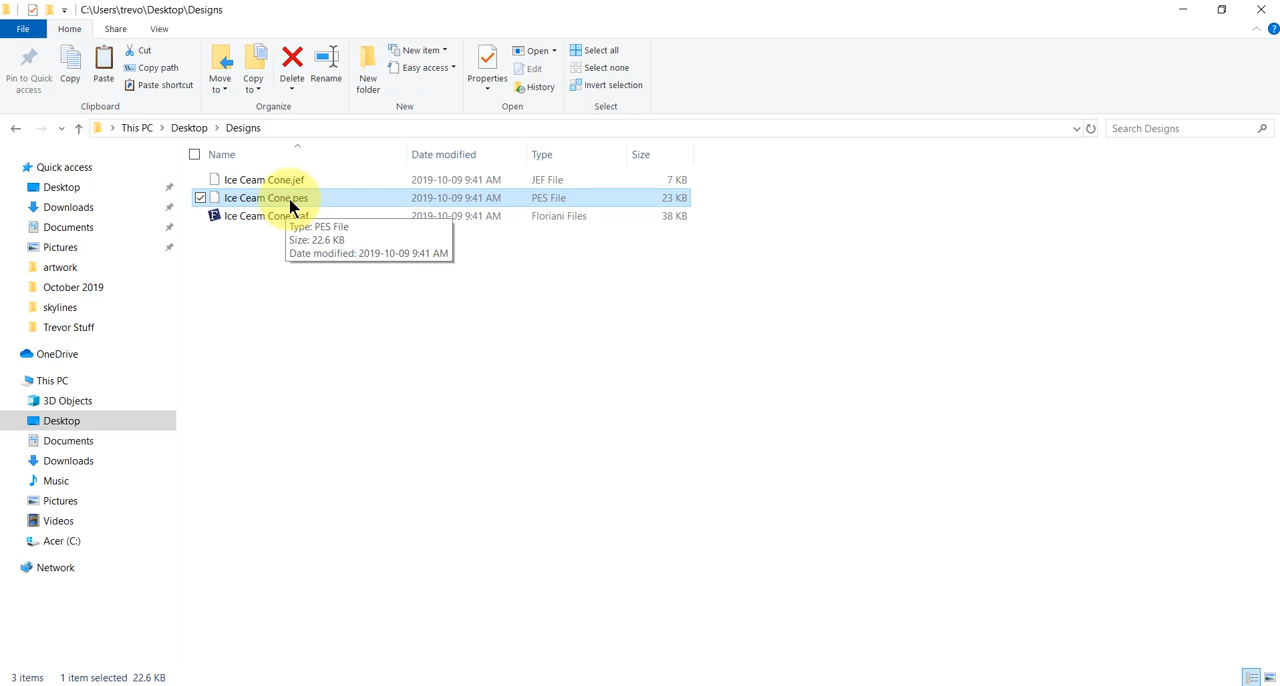 C:\Users\trevo\Desktop\Designs
File Home Share View
Pin to Quick access
Copy
Paste
Cut
Copy path
Paste shortcut
Clipboard
Move to
Copy to
Delete
Rename
Organize
New folder
New item
Easy access
New
Properties
Open
Edit
History
Open
Select all
Select none
Invert selection
Select
This PC > Desktop > Designs
Search Designs
Name Date modified Type Size
Ice Ceam Cone.jef 2019-10-09 9:41 AM JEF File 7 KB
Ice Ceam Cone.pes 2019-10-09 9:41 AM PES File 23 KB
Ice Ceam 2019-10-09 9:41 AM Floriani Files 38 KB
Type: PES File
Size: 22.6 KB
Date modified: 2019-10-09 9:41 AM
Quick access
Desktop
Downloads
Documents
Pictures
artwork
October 2019
skylines
Trevor Stuff
OneDrive
This PC
3D Objects
Desktop
Documents
Downloads
Music
Pictures
Videos
Acer (C:)
Network
3 items 1 item selected 22.6 KB